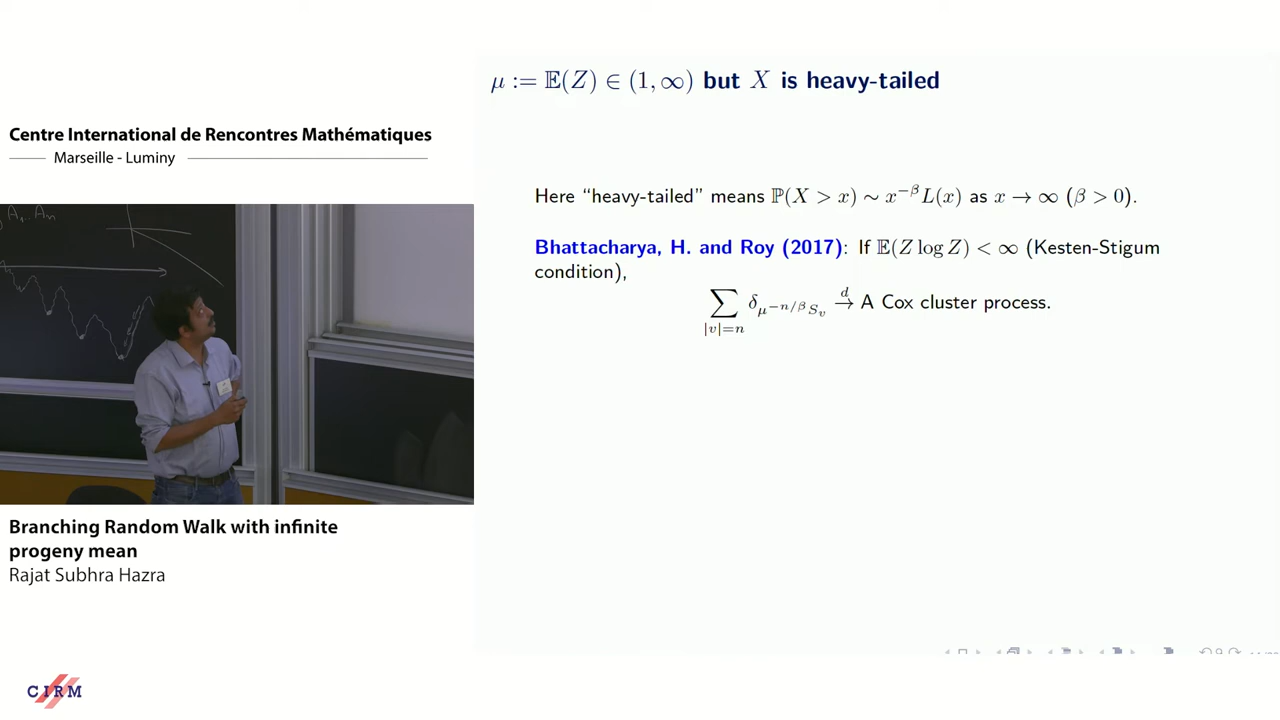 μ := 𝔼(Z) ∈ (1, ∞) but X is heavy-tailed
Centre International de Rencontres Mathématiques
Marseille - Luminy
Here “heavy-tailed” means ℙ(X > x) ∼ x^{−β}L(x) as x → ∞ (β > 0).
Bhattacharya, H. and Roy (2017): If 𝔼(Z log Z) < ∞ (Kesten-Stigum
condition),
∑_{|v|=n} δ_{μ^{−n/β}S_v} →^d A Cox cluster process.
Branching Random Walk with infinite
progeny mean
Rajat Subhra Hazra
CIRM